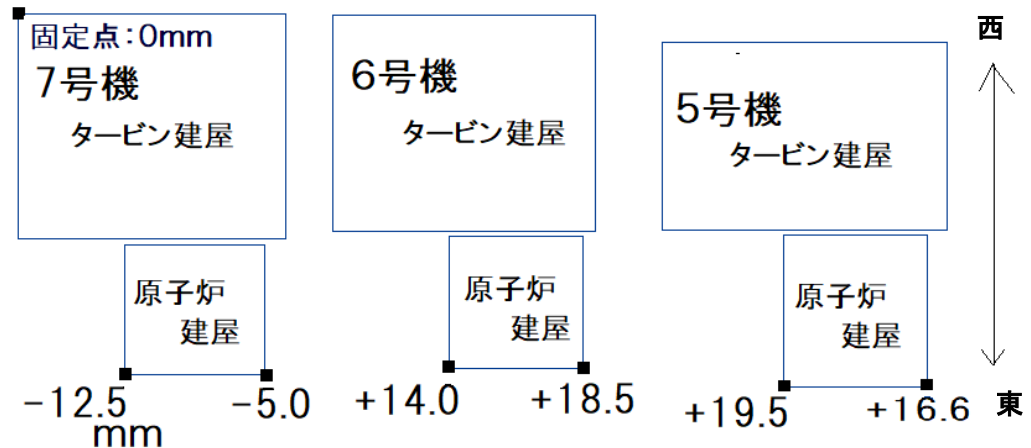 固定点:0mm
7号機
タービン建屋
原子炉
建屋
-12.5
mm
-5.0
6号機
タービン建屋
原子炉
建屋
+14.0
+18.5
5号機
タービン建屋
原子炉
建屋
+19.5
+16.6
西
東